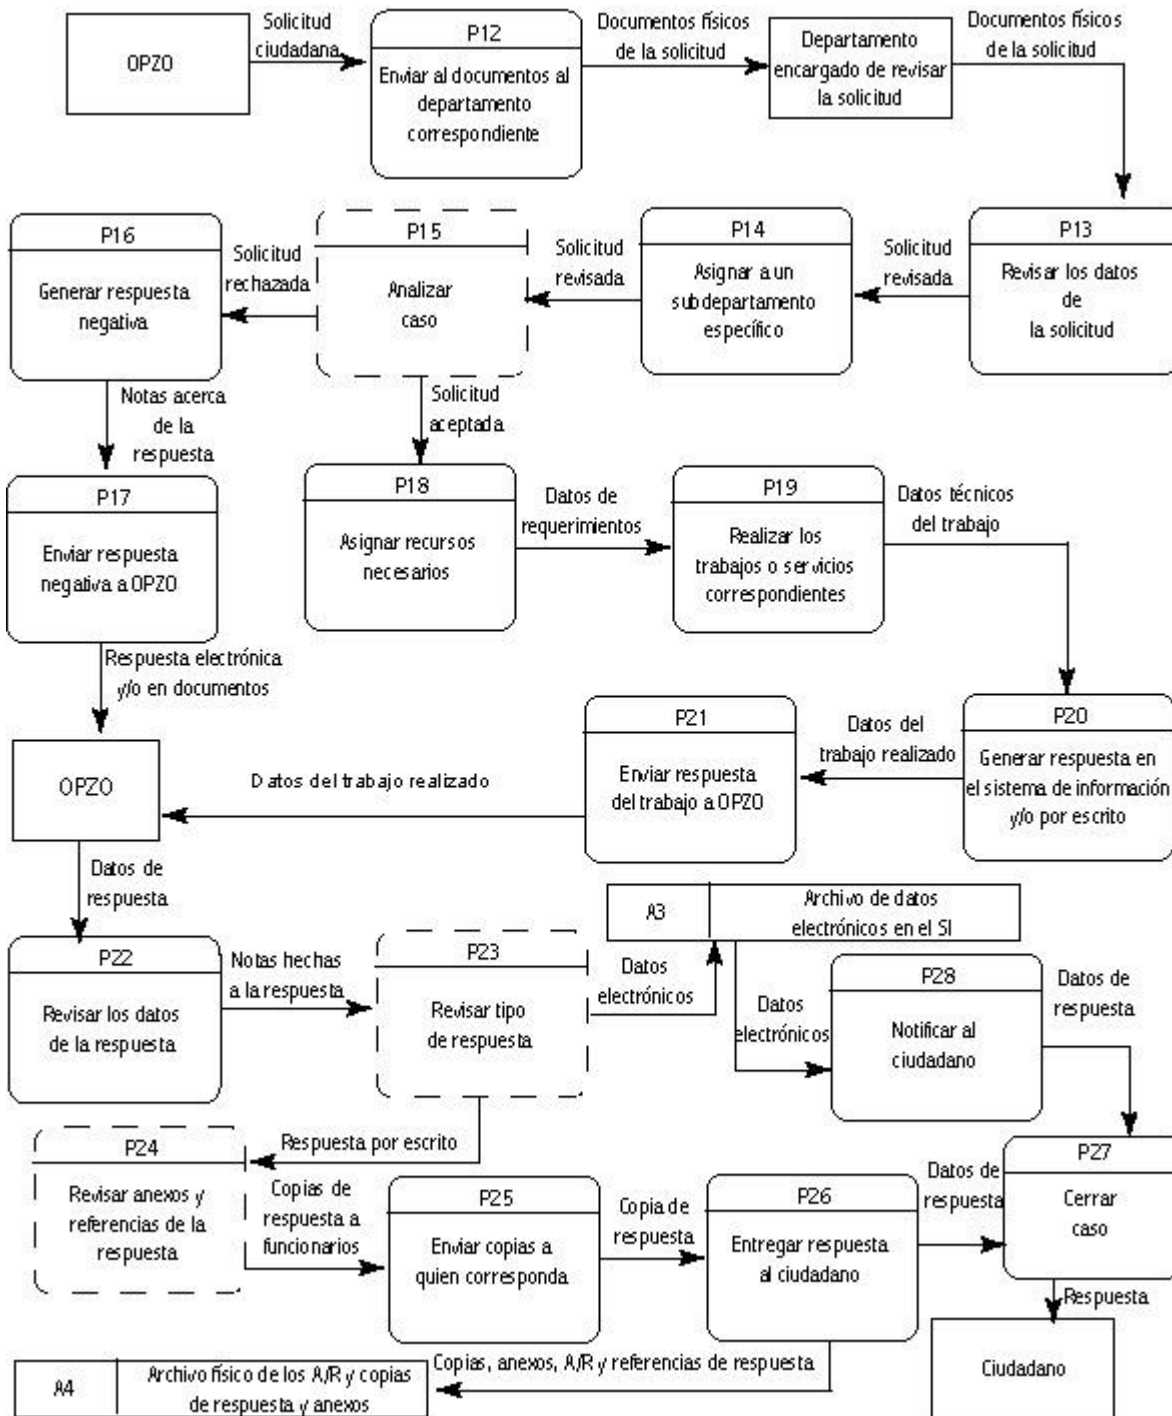 Solicitud
ciudadana
OPZO
P12
Enviar al documentos al
departamento
correspondiente
Documentos físicos
de la solicitud
Departamento
encargado de revisar
la solicitud
Documentos físicos
de la solicitud
P16
Generar respuesta
negativa
Solicitud
rechazada
P15
Analizar
caso
Solicitud
revisada
P14
Asignar a un
subdepartamento
específico
Solicitud
revisada
P13
Revisar los datos
de
la solicitud
Notas acerca
de la
respuesta
Solicitud
aceptada
P17
Enviar respuesta
negativa a OPZO
P18
Asignar recursos
necesarios
Datos de
requerimientos
P19
Realizar los
trabajos o servicios
correspondientes
Datos técnicos
del trabajo
Respuesta electrónica
y/o en documentos
OPZO
Datos del trabajo realizado
P21
Enviar respuesta
del trabajo a OPZO
Datos del
trabajo realizado
P20
Generar respuesta en
el sistema de información
y/o por escrito
Datos de
respuesta
P22
Revisar los datos
de la respuesta
Notas hechas
a la respuesta
P23
Revisar tipo
de respuesta
Datos
electrónicos
A3
Archivo de datos
electrónicos en el SI
Datos
electrónicos
P28
Notificar al
ciudadano
Datos de
respuesta
P24
Revisar anexos y
referencias de la
respuesta
Respuesta por escrito
Copias de
respuesta a
funcionarios
P25
Enviar copias a
quien corresponda
Copia de
respuesta
P26
Entregar respuesta
al ciudadano
Datos de
respuesta
P27
Cerrar
caso
Respuesta
Ciudadano
Copias, anexos, A/R y referencias de respuesta
A4
Archivo físico de los A/R y copias
de respuesta y anexos